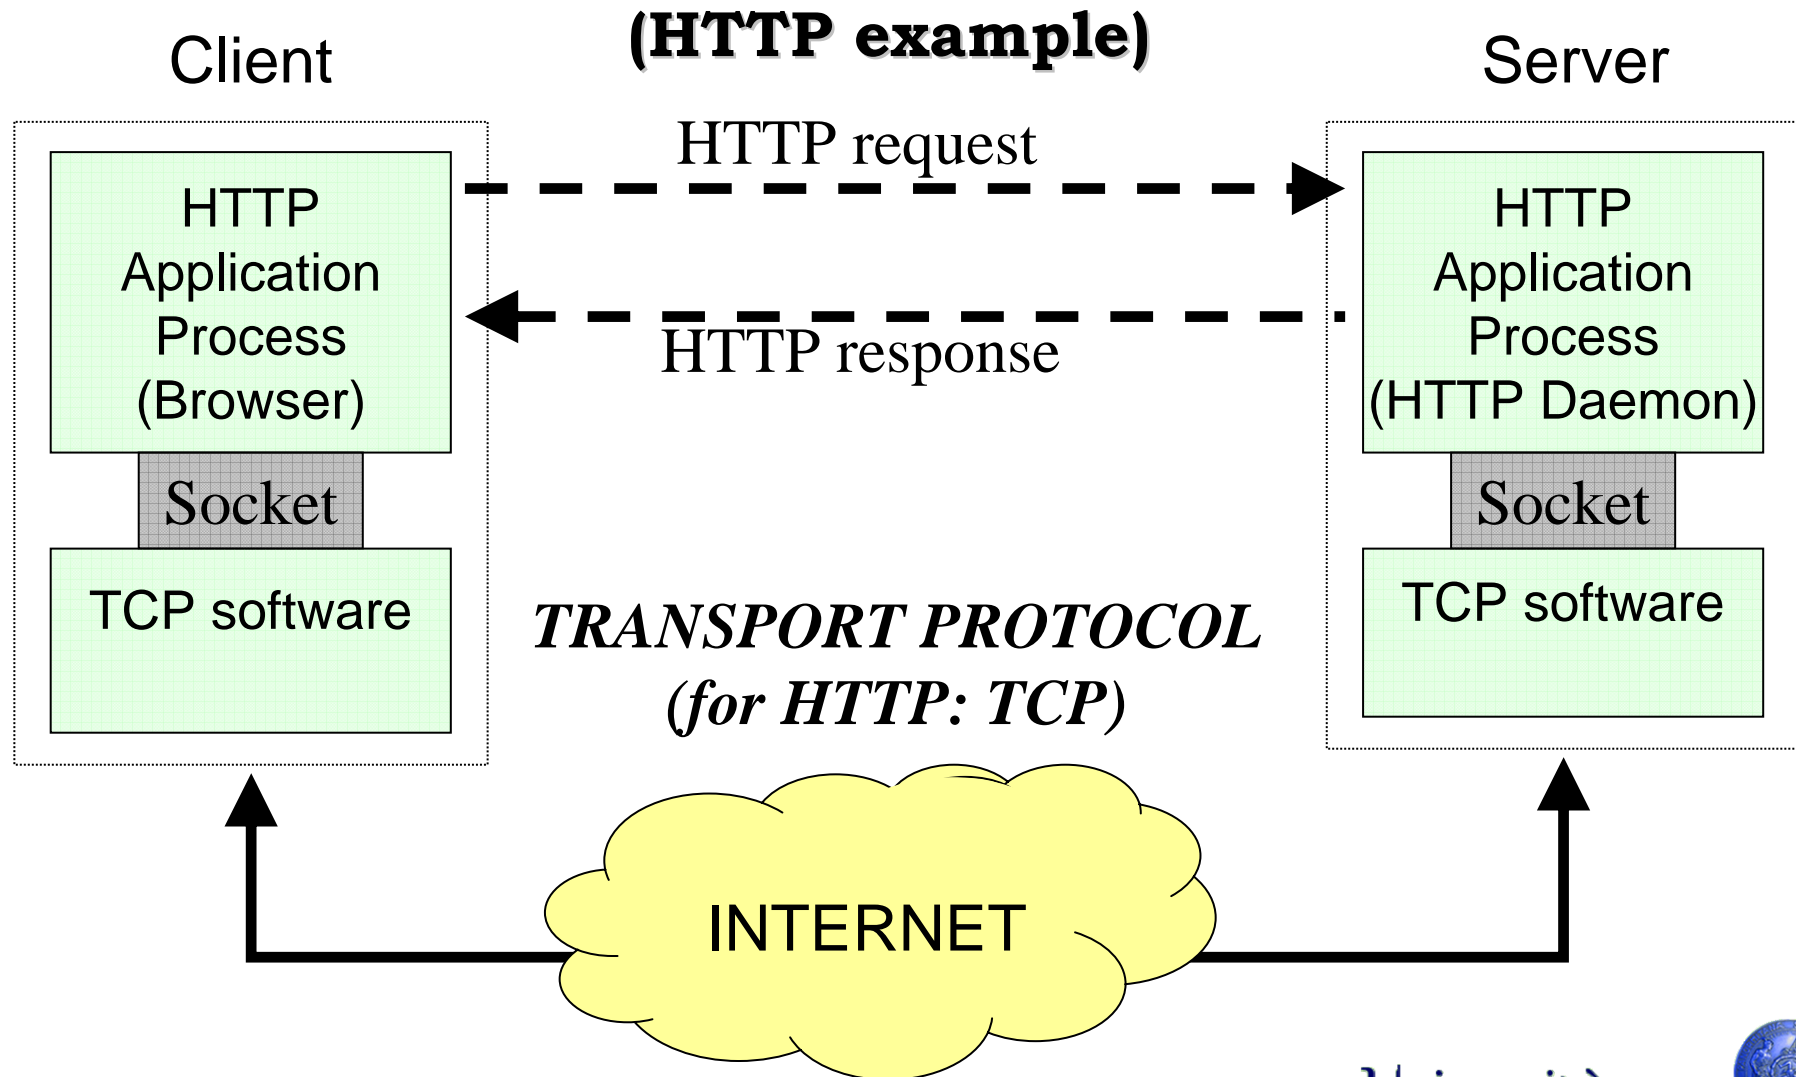 (HTTP example)
Client
Server
HTTP request
HTTP
Application
Process
(Browser)
HTTP
Application
Process
(HTTP Daemon)
HTTP response
Socket
Socket
TCP software
TCP software
TRANSPORT PROTOCOL
(for HTTP: TCP)
INTERNET